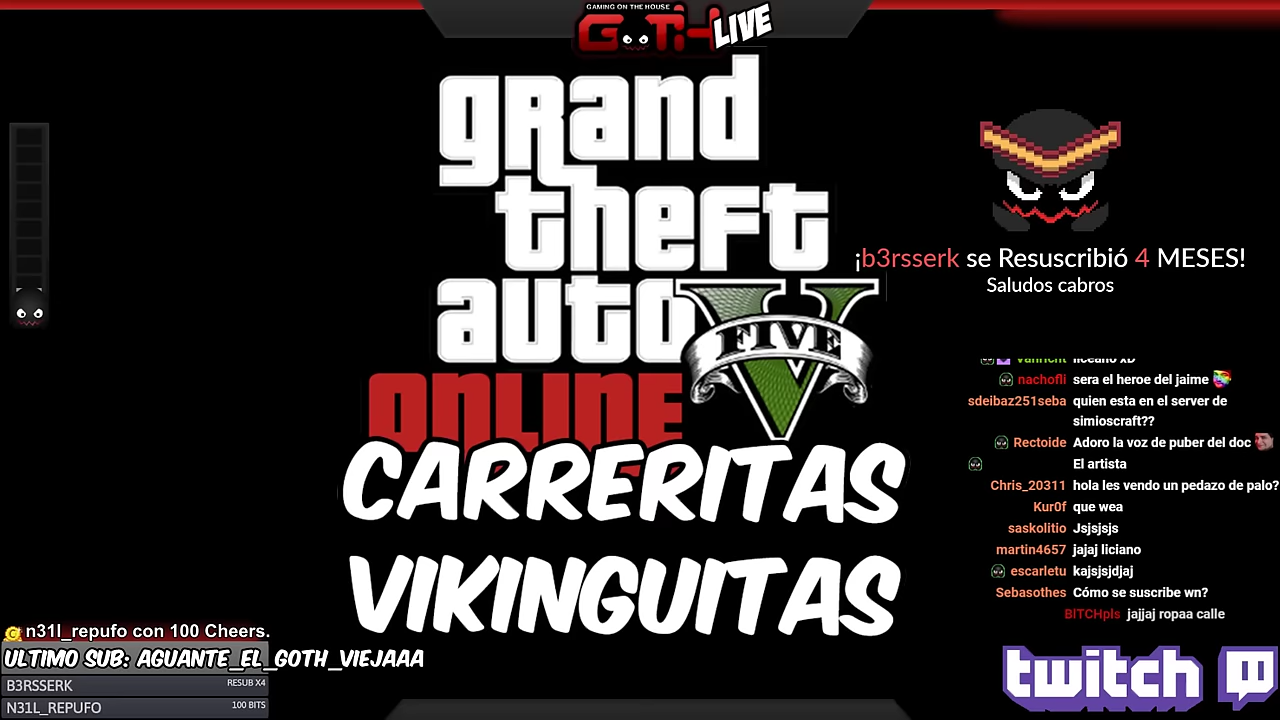 GAMING ON THE HOUSE
GOTH LIVE
grand
theft
auto V
FIVE
ONLINE
CARRERITAS
VIKINGUITAS
¡b3rsserk se Resuscribió 4 MESES!
Saludos cabros
vanricht liceano xD
nachofli sera el heroe del jaime
sdeibaz251seba quien esta en el server de
simioscraft??
Rectoide Adoro la voz de puber del doc
El artista
Chris_20311 hola les vendo un pedazo de palo?
Kur0f que wea
saskolitio Jsjsjsjs
martin4657 jajaj liciano
escarletu kajsjsjdjaj
Sebasothes Cómo se suscribe wn?
BITCHpls jajjaj ropaa calle
n31l_repufo con 100 Cheers.
ULTIMO SUB: AGUANTE_EL_GOTH_VIEJAAA
B3RSSERK RESUB X4
N31L_REPUFO 100 BITS
twitch